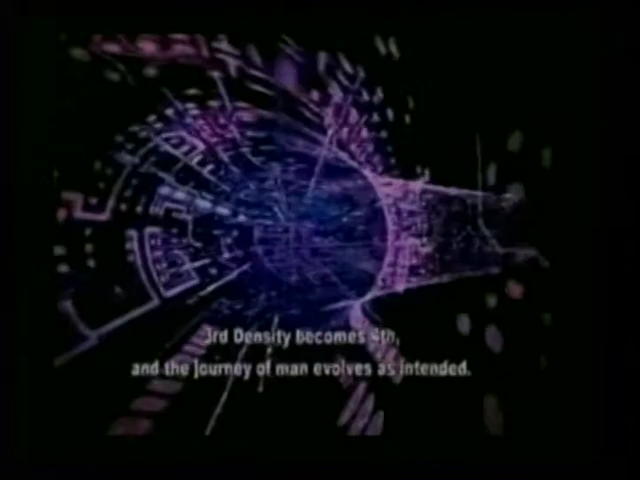 3rd Density becomes 4th,
and the journey of man evolves as intended.